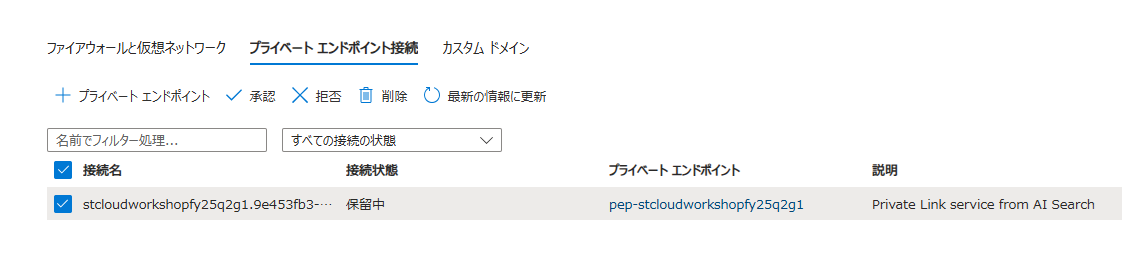 ファイアウォールと仮想ネットワーク プライベート エンドポイント接続 カスタム ドメイン
プライベート エンドポイント 承認 拒否 削除 最新の情報に更新
名前でフィルター処理... すべての接続の状態
接続名 接続状態 プライベート エンドポイント 説明
stcloudworkshopfy25q2g1.9e453fb3-··· 保留中 pep-stcloudworkshopfy25q2g1 Private Link service from AI Search